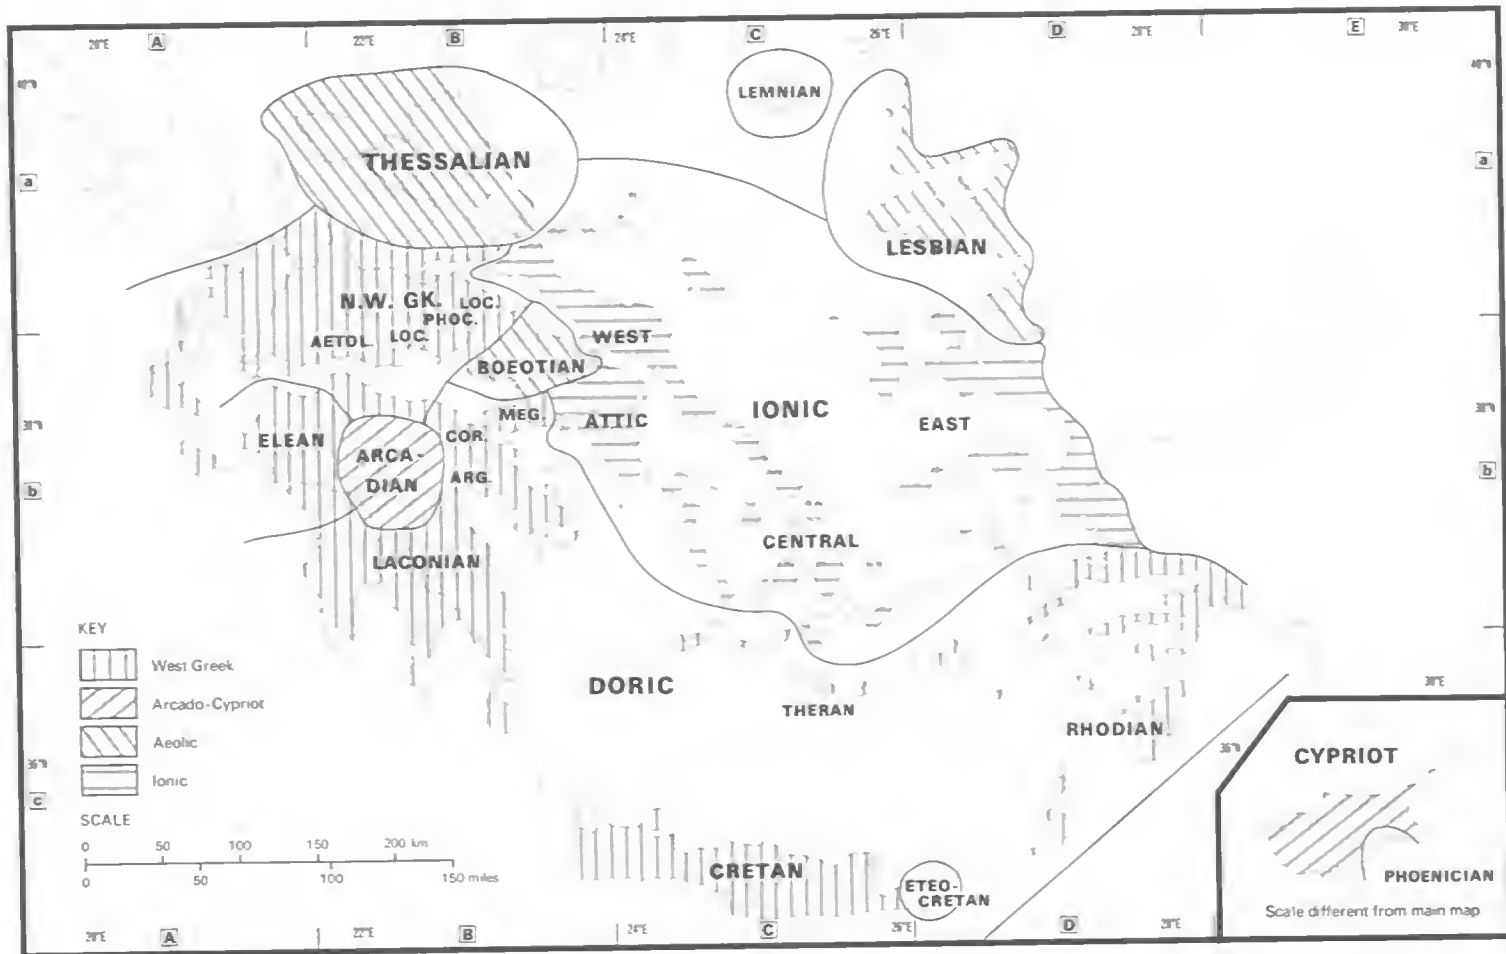 20°E A 22°E B 24°E C 26°E D 28°E E 30°E
40°N 40°N
LEMNIAN
THESSALIAN
a a
LESBIAN
N.W. GK. LOC.
PHOC.
AETOL. LOC.
WEST
BOEOTIAN
IONIC
38°N 38°N
MEG. ATTIC EAST
ELEAN COR.
ARCA-
DIAN ARG.
b b
CENTRAL
LACONIAN
KEY
West Greek
DORIC
30°E
Arcado-Cypriot
THERAN
RHODIAN
Aeolic
36°N 36°N
CYPRIOT
Ionic
c
SCALE
0 50 100 150 200 km
0 50 100 150 miles
CRETAN
ETEO-
CRETAN
PHOENICIAN
Scale different from main map
20°E A 22°E B 24°E C 26°E D 28°E